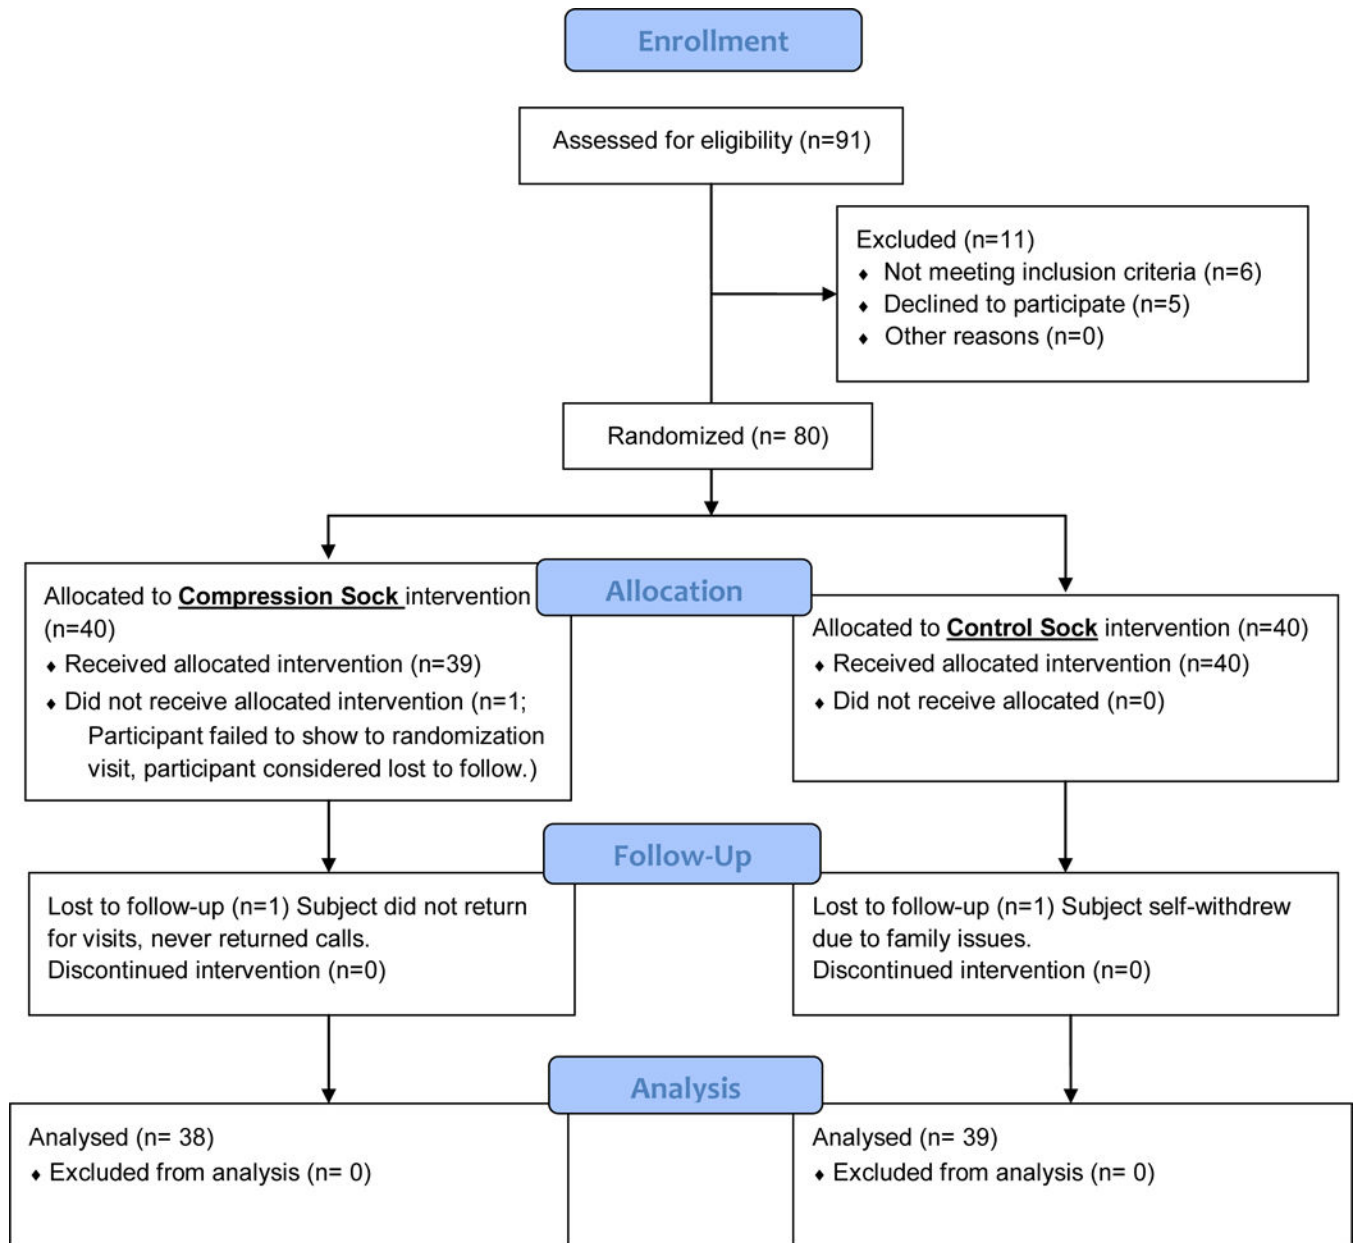 Enrollment
Assessed for eligibility (n=91)
Excluded (n=11)
⬧ Not meeting inclusion criteria (n=6)
⬧ Declined to participate (n=5)
⬧ Other reasons (n=0)
Randomized (n= 80)
Allocation
Allocated to Compression Sock intervention
(n=40)
⬧ Received allocated intervention (n=39)
⬧ Did not receive allocated intervention (n=1;
Participant failed to show to randomization
visit, participant considered lost to follow.)
Allocated to Control Sock intervention (n=40)
⬧ Received allocated intervention (n=40)
⬧ Did not receive allocated (n=0)
Follow-Up
Lost to follow-up (n=1) Subject did not return
for visits, never returned calls.
Discontinued intervention (n=0)
Lost to follow-up (n=1) Subject self-withdrew
due to family issues.
Discontinued intervention (n=0)
Analysis
Analysed (n= 38)
⬧ Excluded from analysis (n= 0)
Analysed (n= 39)
⬧ Excluded from analysis (n= 0)